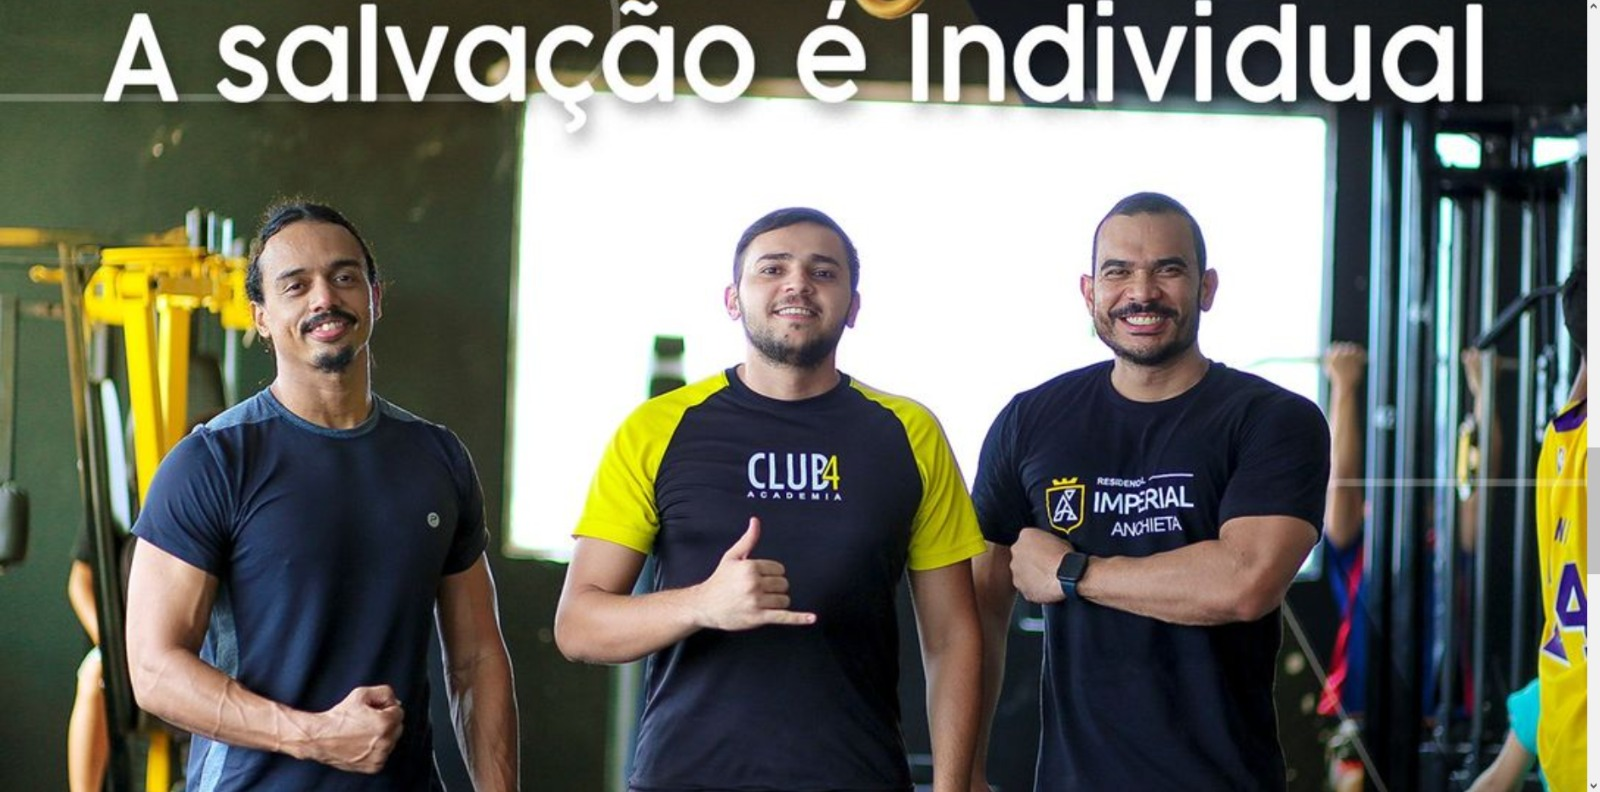 A salvação é Individual
CLUB4
ACADEMIA
RESIDENCIAL
IMPERIAL
ANCHIETA